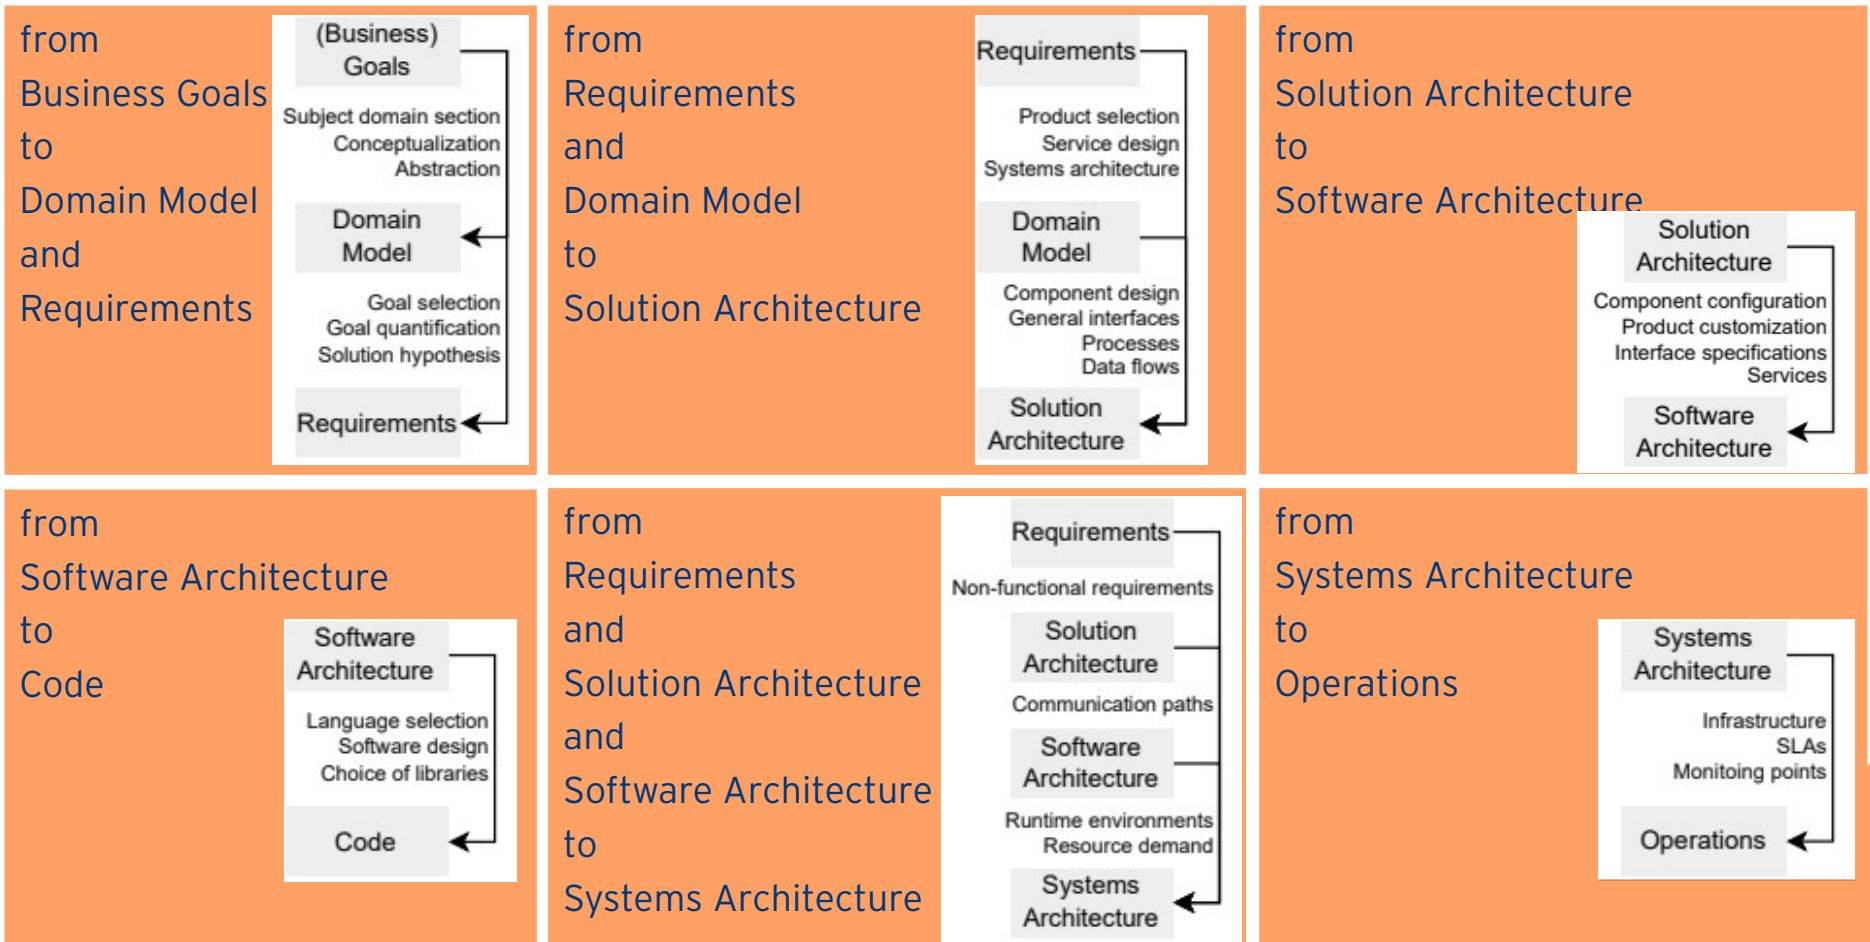 from
Business Goals
to
Domain Model
and
Requirements
(Business)
Goals
Subject domain section
Conceptualization
Abstraction
Domain
Model
Goal selection
Goal quantification
Solution hypothesis
Requirements
from
Requirements
and
Domain Model
to
Solution Architecture
Requirements
Product selection
Service design
Systems architecture
Domain
Model
Component design
General interfaces
Processes
Data flows
Solution
Architecture
from
Solution Architecture
to
Software Architecture
Solution
Architecture
Component configuration
Product customization
Interface specifications
Services
Software
Architecture
from
Software Architecture
to
Code
Software
Architecture
Language selection
Software design
Choice of libraries
Code
from
Requirements
and
Solution Architecture
and
Software Architecture
to
Systems Architecture
Requirements
Non-functional requirements
Solution
Architecture
Communication paths
Software
Architecture
Runtime environments
Resource demand
Systems
Architecture
from
Systems Architecture
to
Operations
Systems
Architecture
Infrastructure
SLAs
Monitoing points
Operations